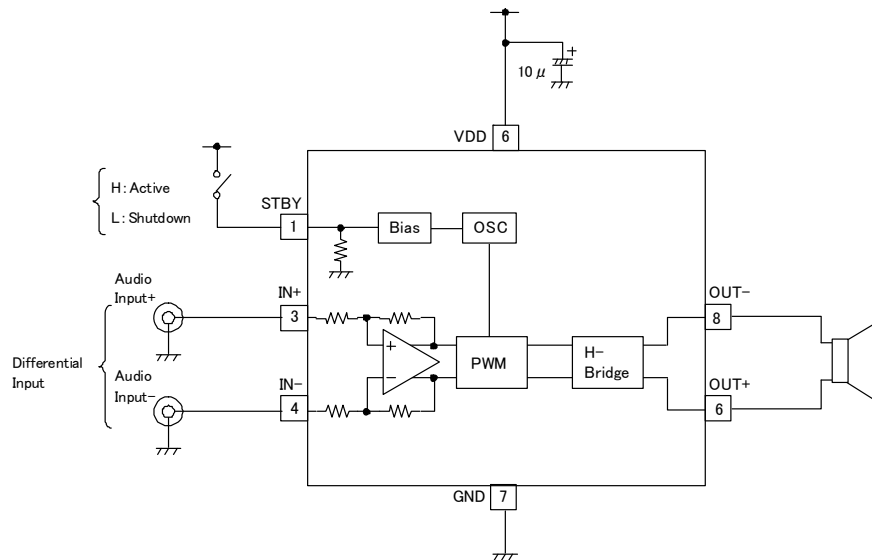 +
10 μ
VDD
6
H: Active
L: Shutdown
STBY
1
Bias
OSC
Audio
Input+
IN+
3
OUT-
8
Differential
Input
+
−
PWM
H-
Bridge
Audio
Input-
IN-
4
OUT+
6
GND
7